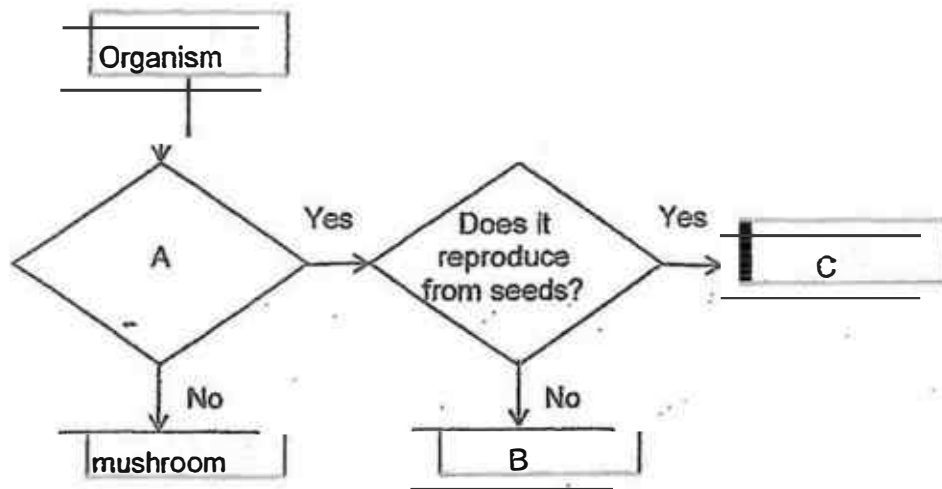 Organism
A
Yes
Does it
reproduce
from seeds?
Yes
C
No
mushroom
No
B